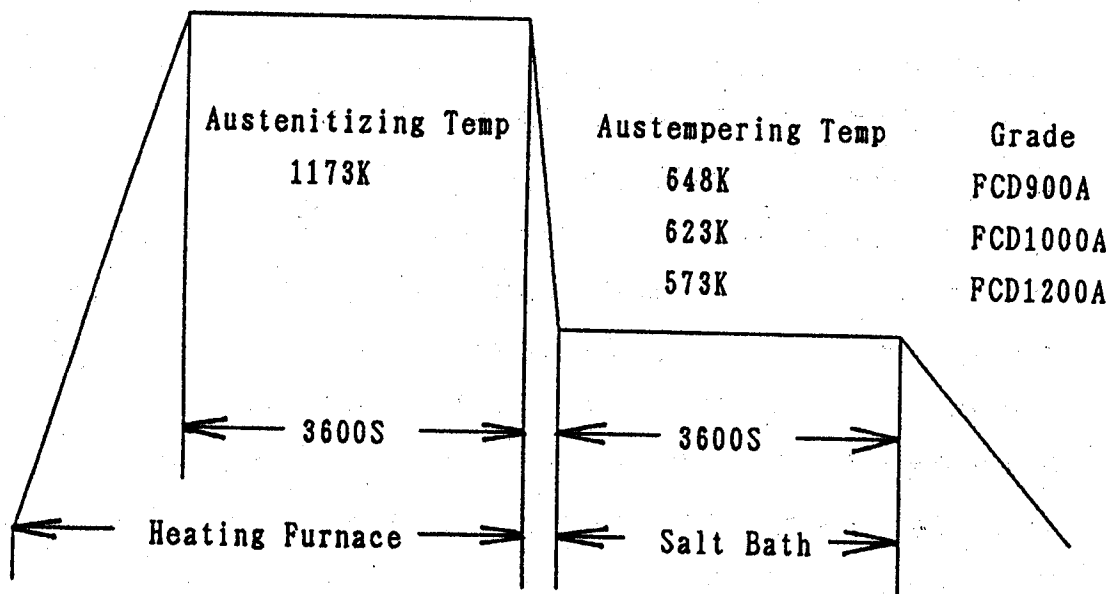 Austenitizing Temp
1173K
Austempering Temp Grade
648K FCD900A
623K FCD1000A
573K FCD1200A
3600S 3600S
Heating Furnace Salt Bath